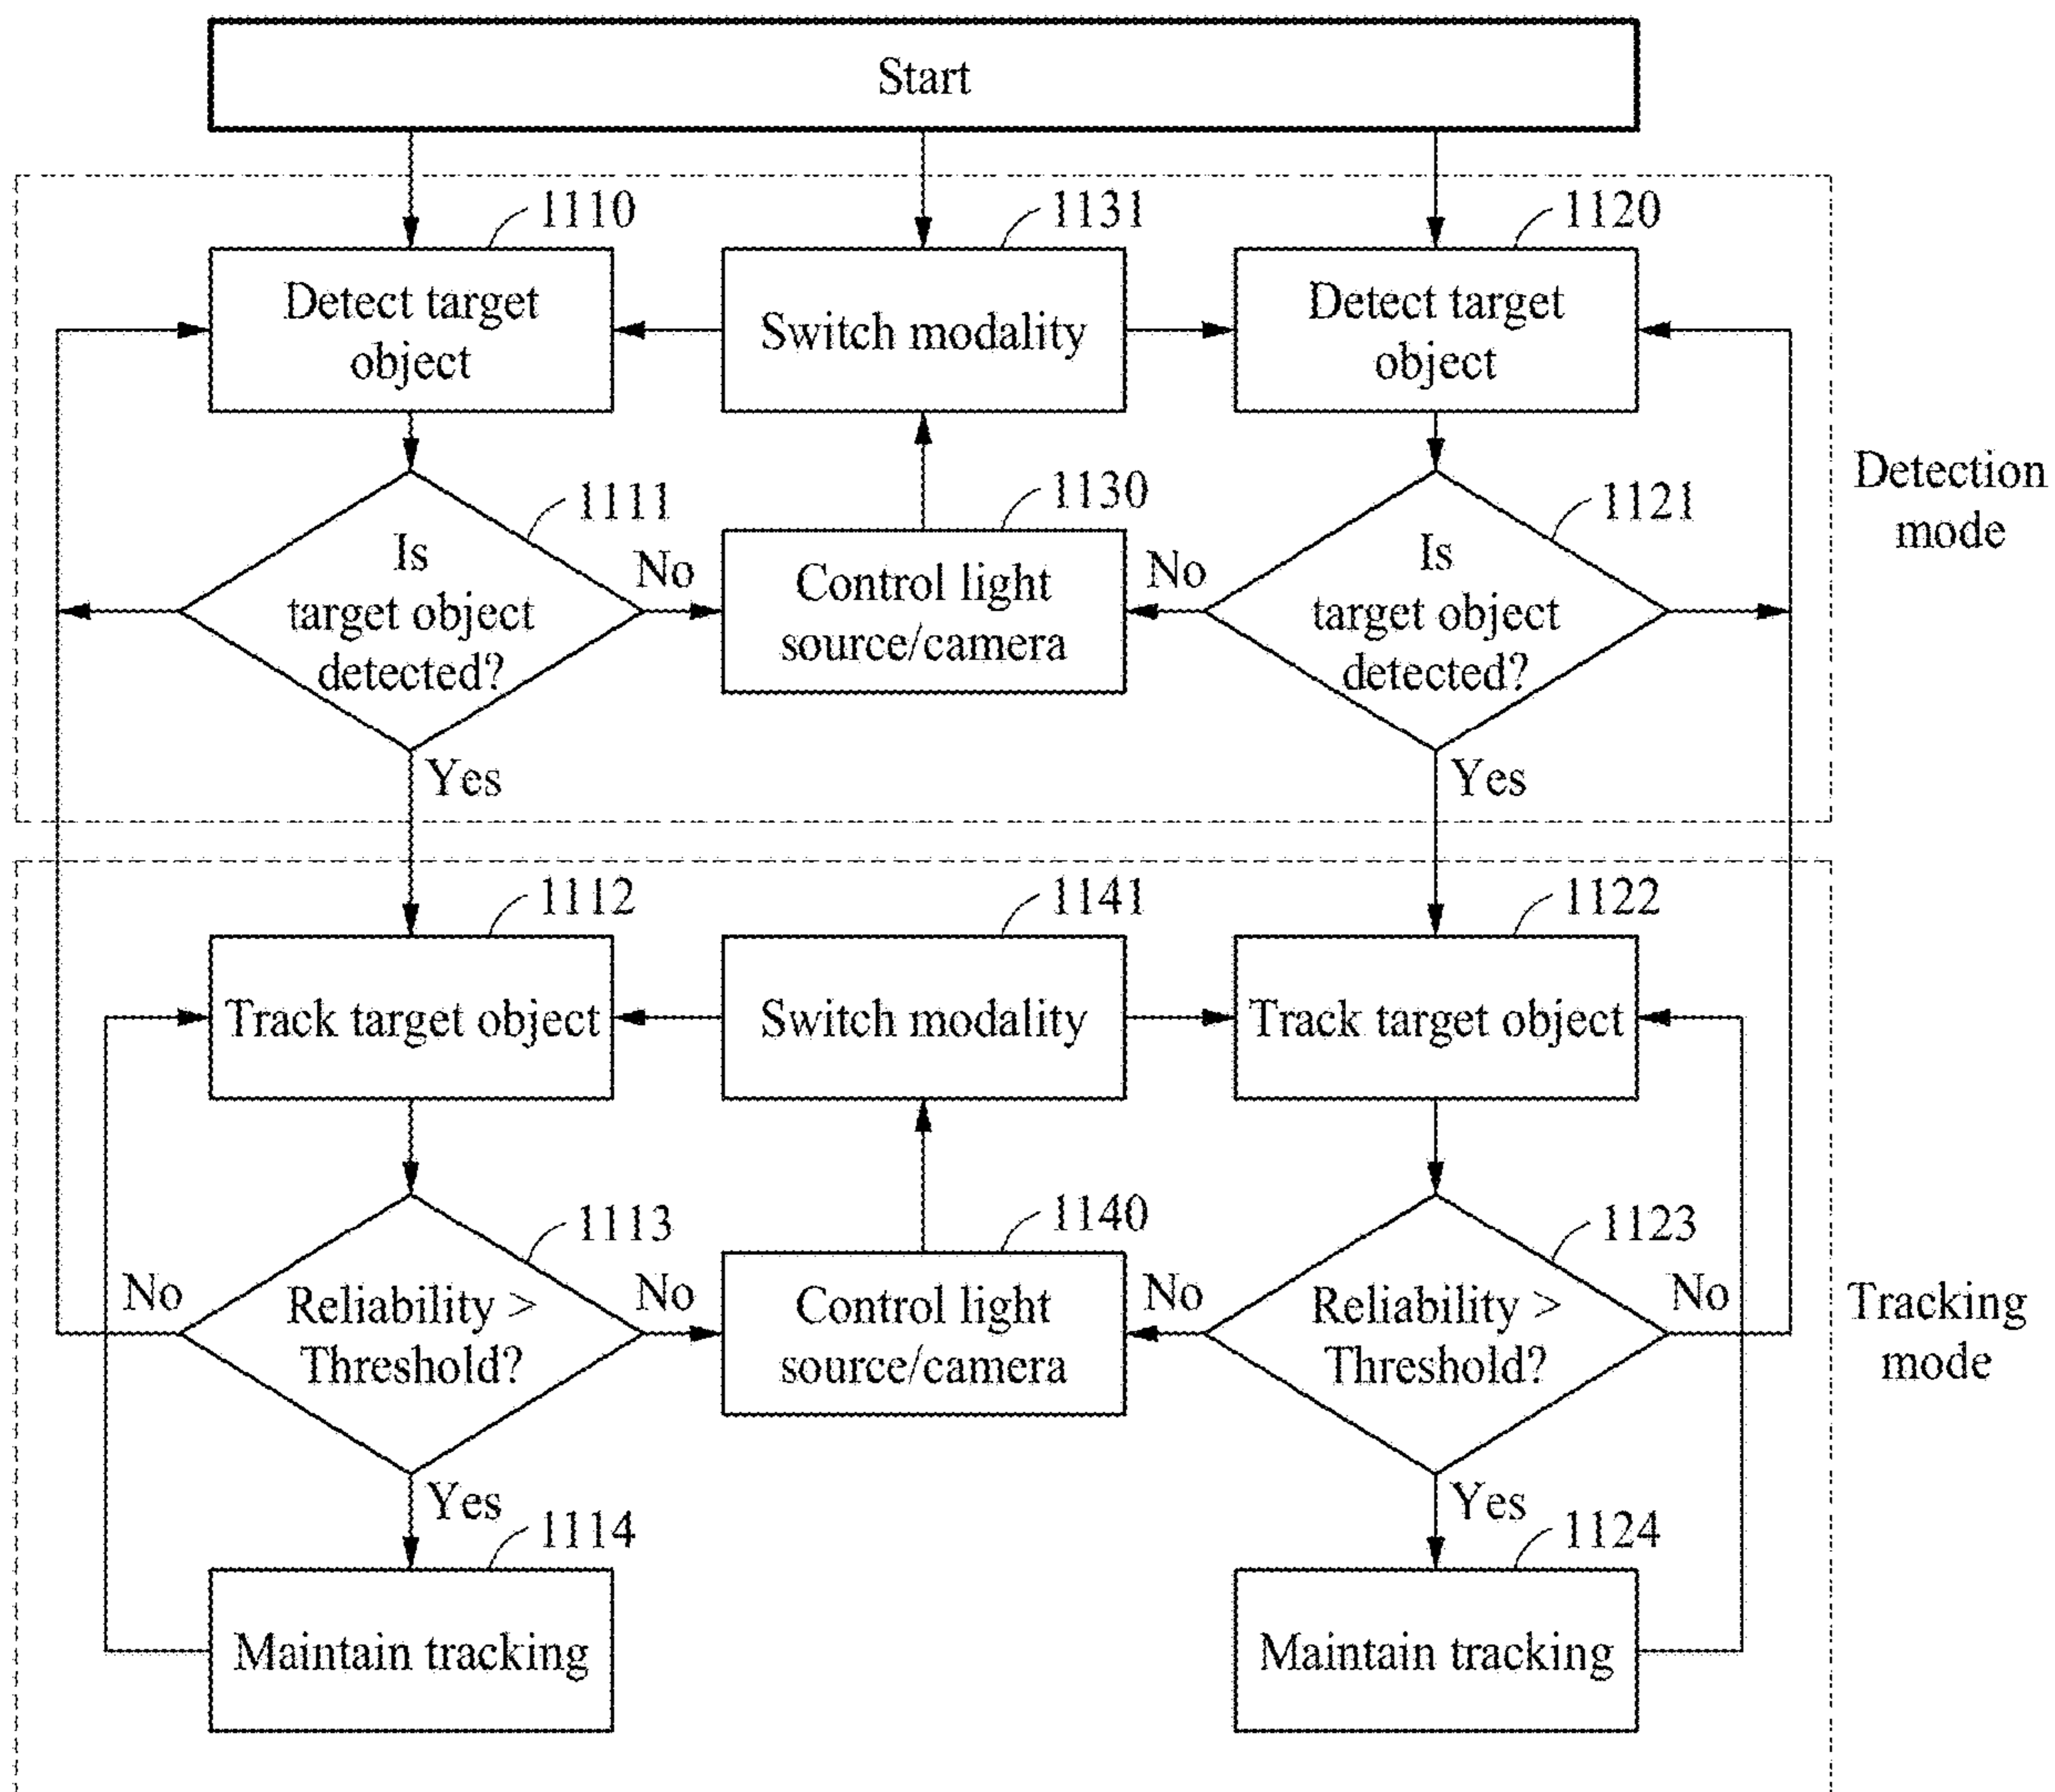 Start
1110
1131
1120
Detect target
object
Switch modality
Detect target
object
Detection
mode
1111
1130
1121
Is
target object
detected?
No
Control light
source/camera
No
Is
target object
detected?
Yes
Yes
1112
1141
1122
Track target object
Switch modality
Track target object
1113
1140
1123
No
Reliability >
Threshold?
No
Control light
source/camera
No
Reliability >
Threshold?
No
Tracking
mode
Yes
Yes
1114
1124
Maintain tracking
Maintain tracking